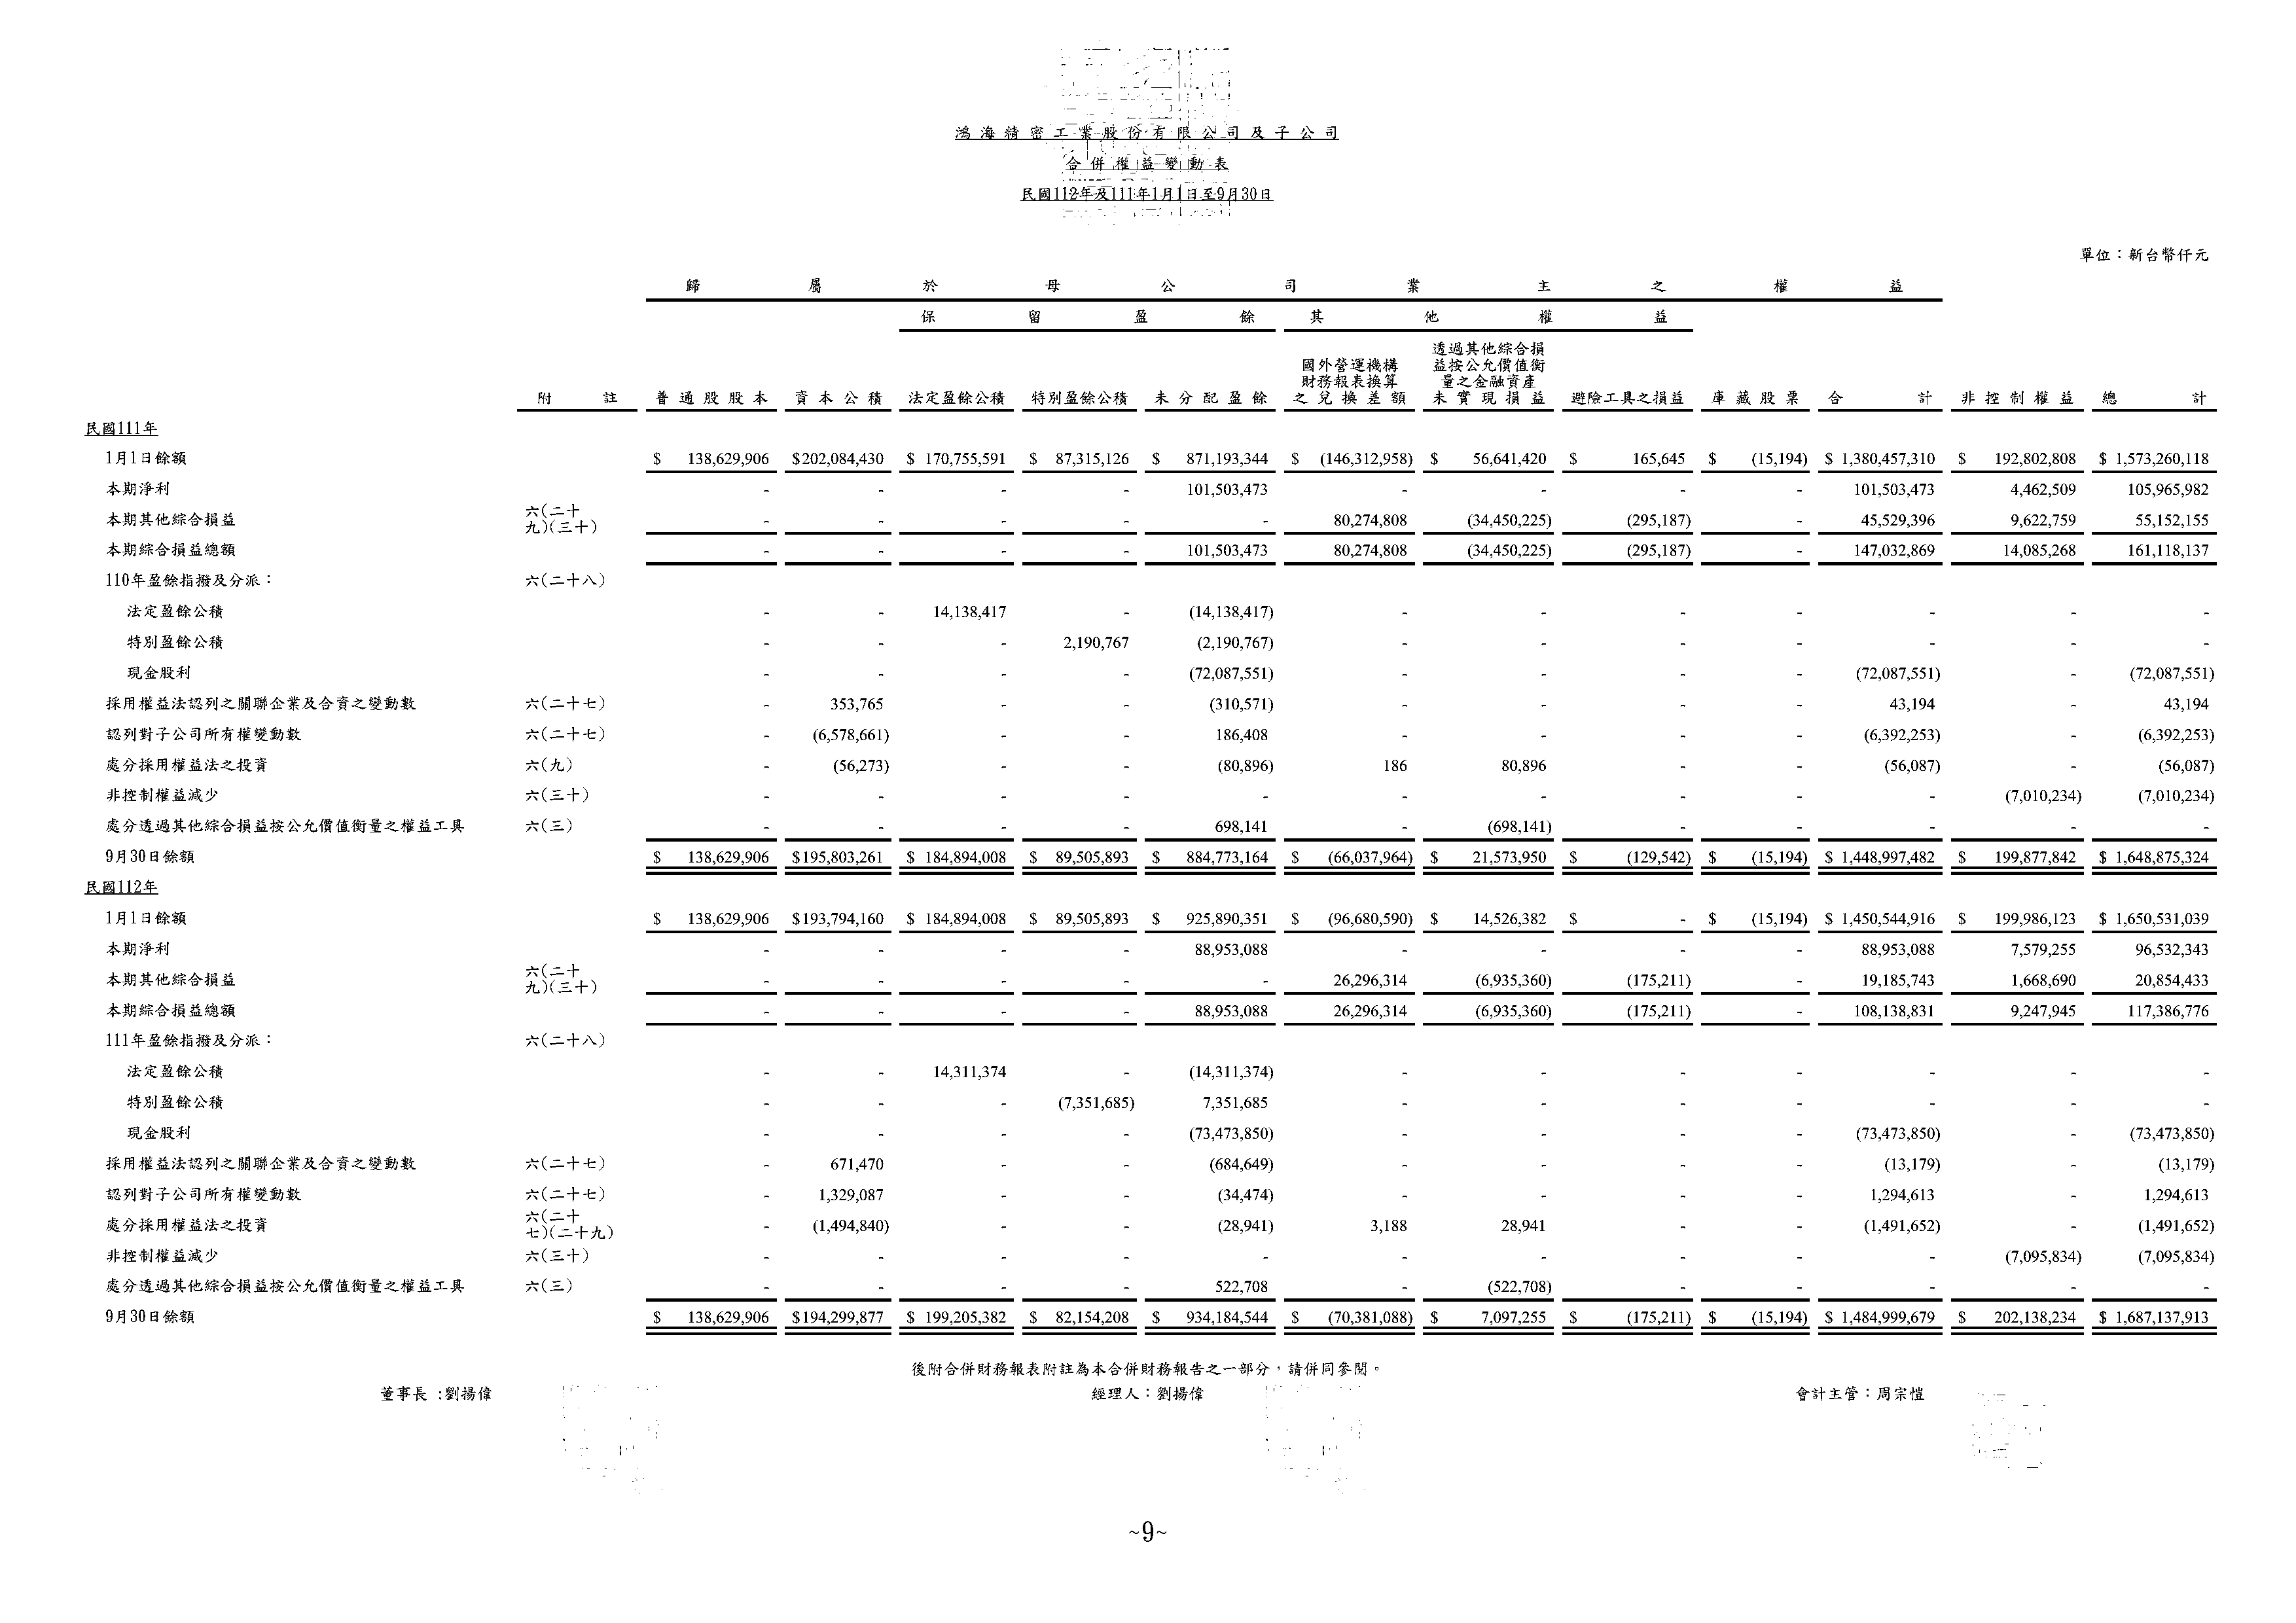 鴻海精密工業股份有限公司及子公司
合併權益變動表
民國112年及111年1月1日至9月30日
單位：新台幣仟元
歸屬於母公司業主之權益
保留盈餘 其他權益
附註 普通股股本 資本公積 法定盈餘公積 特別盈餘公積 未分配盈餘 國外營運機構財務報表換算之兌換差額 透過其他綜合損益按公允價值衡量之金融資產未實現損益 避險工具之損益 庫藏股票 合計 非控制權益 總計
民國111年
1月1日餘額 $ 138,629,906 $202,084,430 $ 170,755,591 $ 87,315,126 $ 871,193,344 $ (146,312,958) $ 56,641,420 $ 165,645 $ (15,194) $ 1,380,457,310 $ 192,802,808 $ 1,573,260,118
本期淨利 - - - - 101,503,473 - - - - 101,503,473 4,462,509 105,965,982
本期其他綜合損益 六(二十九)(三十) - - - - - 80,274,808 (34,450,225) (295,187) - 45,529,396 9,622,759 55,152,155
本期綜合損益總額 - - - - 101,503,473 80,274,808 (34,450,225) (295,187) - 147,032,869 14,085,268 161,118,137
110年盈餘指撥及分派： 六(二十八)
法定盈餘公積 - - 14,138,417 - (14,138,417) - - - - - - -
特別盈餘公積 - - - 2,190,767 (2,190,767) - - - - - - -
現金股利 - - - - (72,087,551) - - - - (72,087,551) - (72,087,551)
採用權益法認列之關聯企業及合資之變動數 六(二十七) - 353,765 - - (310,571) - - - - 43,194 - 43,194
認列對子公司所有權變動數 六(二十七) - (6,578,661) - - 186,408 - - - - (6,392,253) - (6,392,253)
處分採用權益法之投資 六(九) - (56,273) - - (80,896) 186 80,896 - - (56,087) - (56,087)
非控制權益減少 六(三十) - - - - - - - - - - (7,010,234) (7,010,234)
處分透過其他綜合損益按公允價值衡量之權益工具 六(三) - - - - 698,141 - (698,141) - - - - -
9月30日餘額 $ 138,629,906 $195,803,261 $ 184,894,008 $ 89,505,893 $ 884,773,164 $ (66,037,964) $ 21,573,950 $ (129,542) $ (15,194) $ 1,448,997,482 $ 199,877,842 $ 1,648,875,324
民國112年
1月1日餘額 $ 138,629,906 $193,794,160 $ 184,894,008 $ 89,505,893 $ 925,890,351 $ (96,680,590) $ 14,526,382 $ - $ (15,194) $ 1,450,544,916 $ 199,986,123 $ 1,650,531,039
本期淨利 - - - - 88,953,088 - - - - 88,953,088 7,579,255 96,532,343
本期其他綜合損益 六(二十九)(三十) - - - - - 26,296,314 (6,935,360) (175,211) - 19,185,743 1,668,690 20,854,433
本期綜合損益總額 - - - - 88,953,088 26,296,314 (6,935,360) (175,211) - 108,138,831 9,247,945 117,386,776
111年盈餘指撥及分派： 六(二十八)
法定盈餘公積 - - 14,311,374 - (14,311,374) - - - - - - -
特別盈餘公積 - - - (7,351,685) 7,351,685 - - - - - - -
現金股利 - - - - (73,473,850) - - - - (73,473,850) - (73,473,850)
採用權益法認列之關聯企業及合資之變動數 六(二十七) - 671,470 - - (684,649) - - - - (13,179) - (13,179)
認列對子公司所有權變動數 六(二十七) - 1,329,087 - - (34,474) - - - - 1,294,613 - 1,294,613
處分採用權益法之投資 六(二十七)(二十九) - (1,494,840) - - (28,941) 3,188 28,941 - - (1,491,652) - (1,491,652)
非控制權益減少 六(三十) - - - - - - - - - - (7,095,834) (7,095,834)
處分透過其他綜合損益按公允價值衡量之權益工具 六(三) - - - - 522,708 - (522,708) - - - - -
9月30日餘額 $ 138,629,906 $194,299,877 $ 199,205,382 $ 82,154,208 $ 934,184,544 $ (70,381,088) $ 7,097,255 $ (175,211) $ (15,194) $ 1,484,999,679 $ 202,138,234 $ 1,687,137,913
後附合併財務報表附註為本合併財務報告之一部分，請併同參閱。
董事長：劉揚偉 經理人：劉揚偉 會計主管：周宗愷
~9~